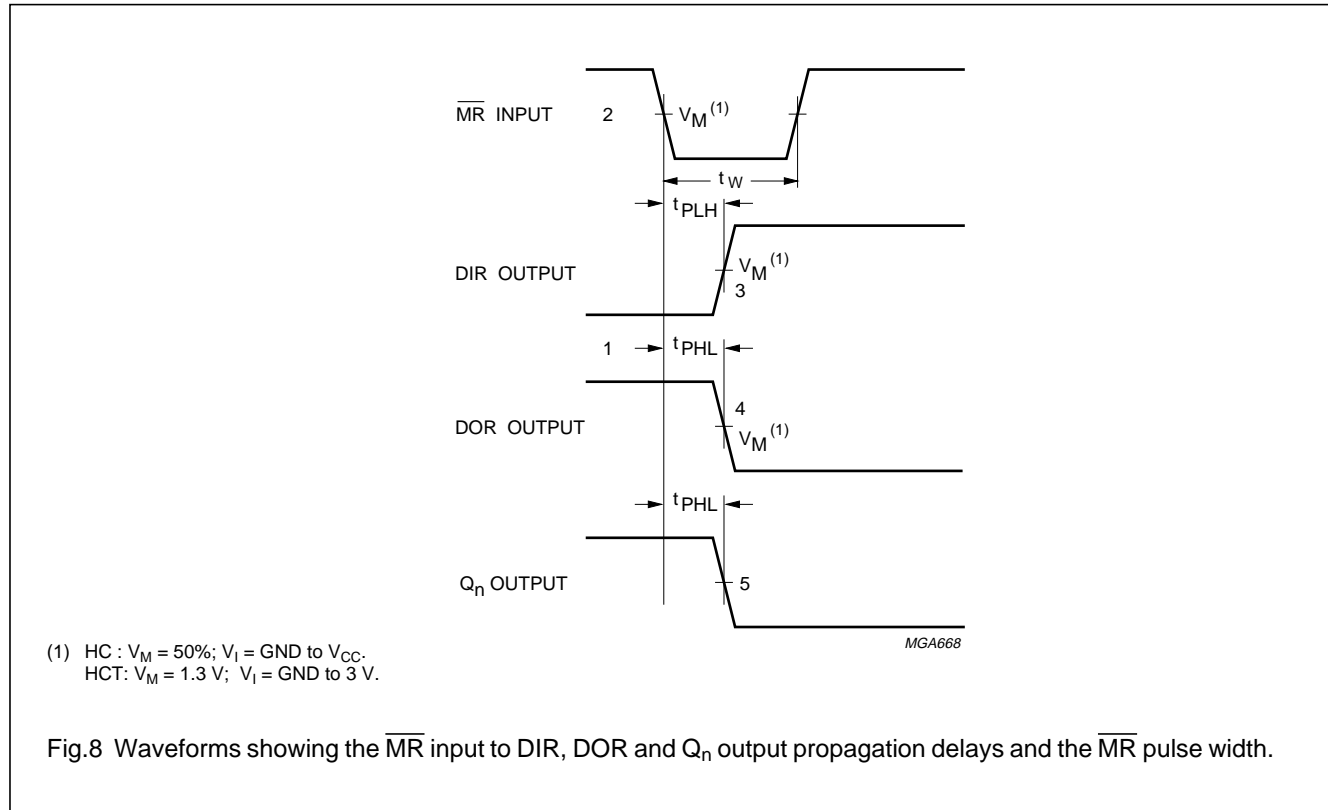 M̅R̅ INPUT 2 V_M (1)
t_W
t_PLH
DIR OUTPUT V_M (1)
3
1 t_PHL
4
DOR OUTPUT V_M (1)
t_PHL
Q_n OUTPUT 5
MGA668
(1) HC : V_M = 50%; V_I = GND to V_CC.
HCT: V_M = 1.3 V; V_I = GND to 3 V.
Fig.8 Waveforms showing the M̅R̅ input to DIR, DOR and Q_n output propagation delays and the M̅R̅ pulse width.